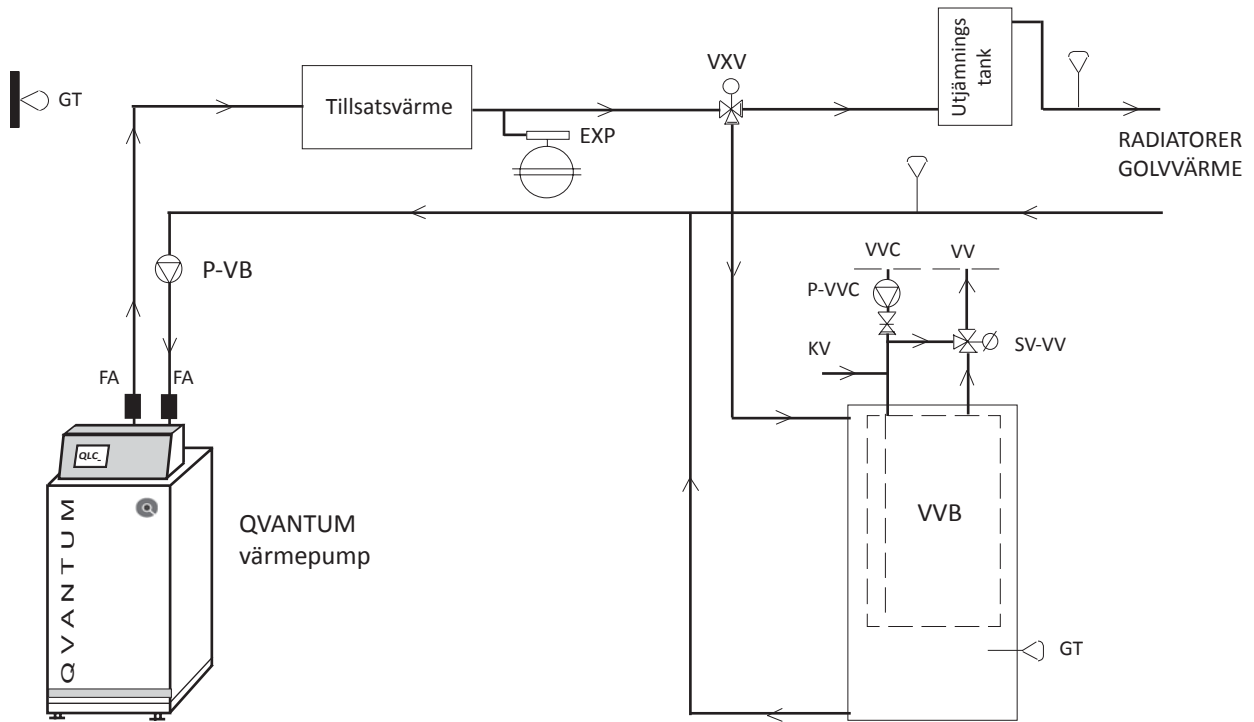 Utjämnings
tank
VXV
GT
Tillsatsvärme
EXP
RADIATORER
GOLVVÄRME
P-VB
VVC
VV
P-VVC
SV-VV
KV
FA
FA
QLC_
QVANTUM
QVANTUM
värmepump
VVB
GT